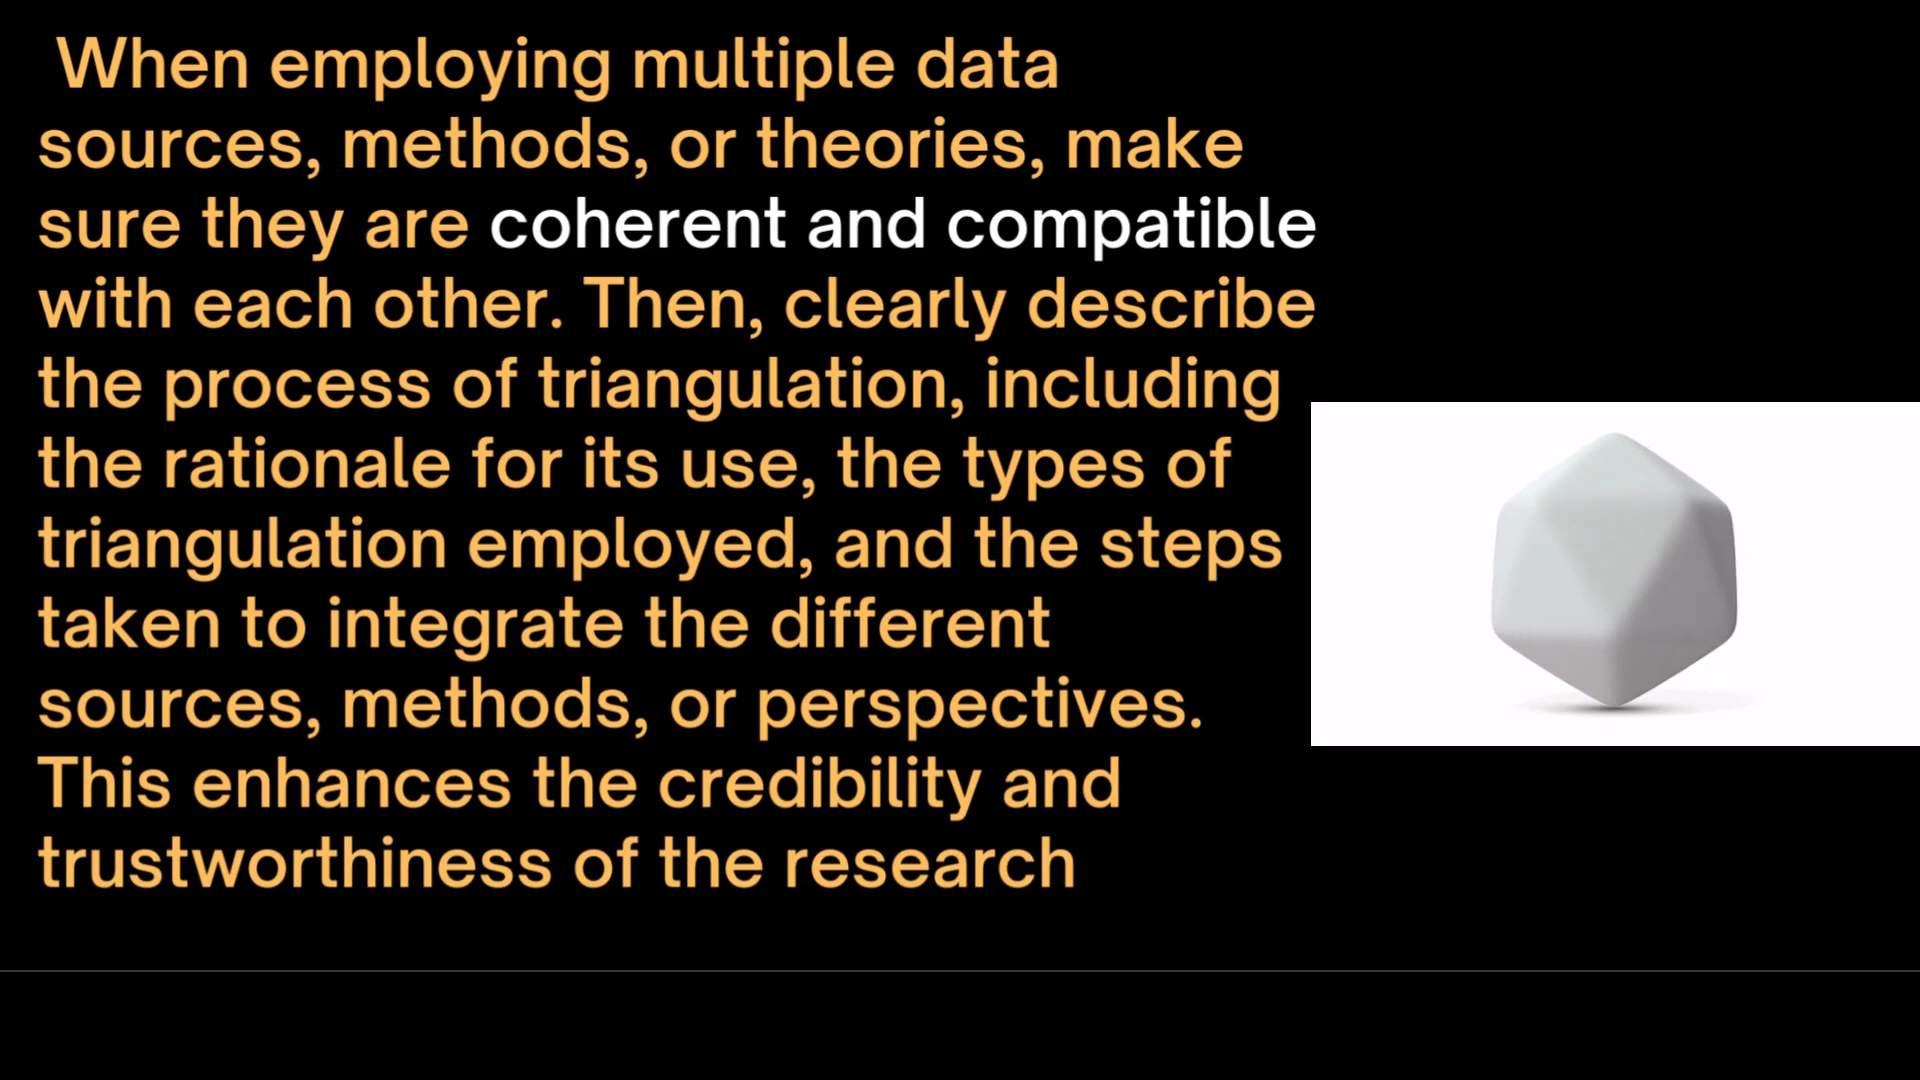 When employing multiple data
sources, methods, or theories, make
sure they are coherent and compatible
with each other. Then, clearly describe
the process of triangulation, including
the rationale for its use, the types of
triangulation employed, and the steps
taken to integrate the different
sources, methods, or perspectives.
This enhances the credibility and
trustworthiness of the research